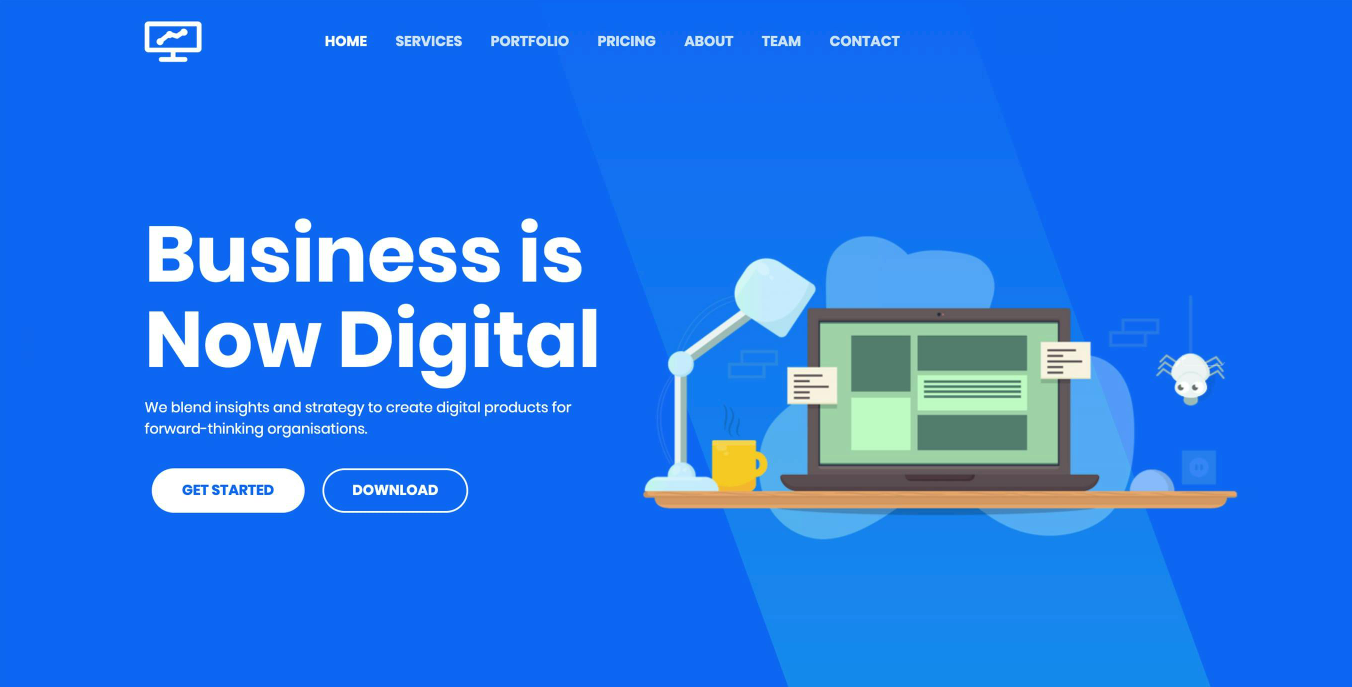 HOME SERVICES PORTFOLIO PRICING ABOUT TEAM CONTACT
Business is
Now Digital
We blend insights and strategy to create digital products for
forward-thinking organisations.
GET STARTED DOWNLOAD